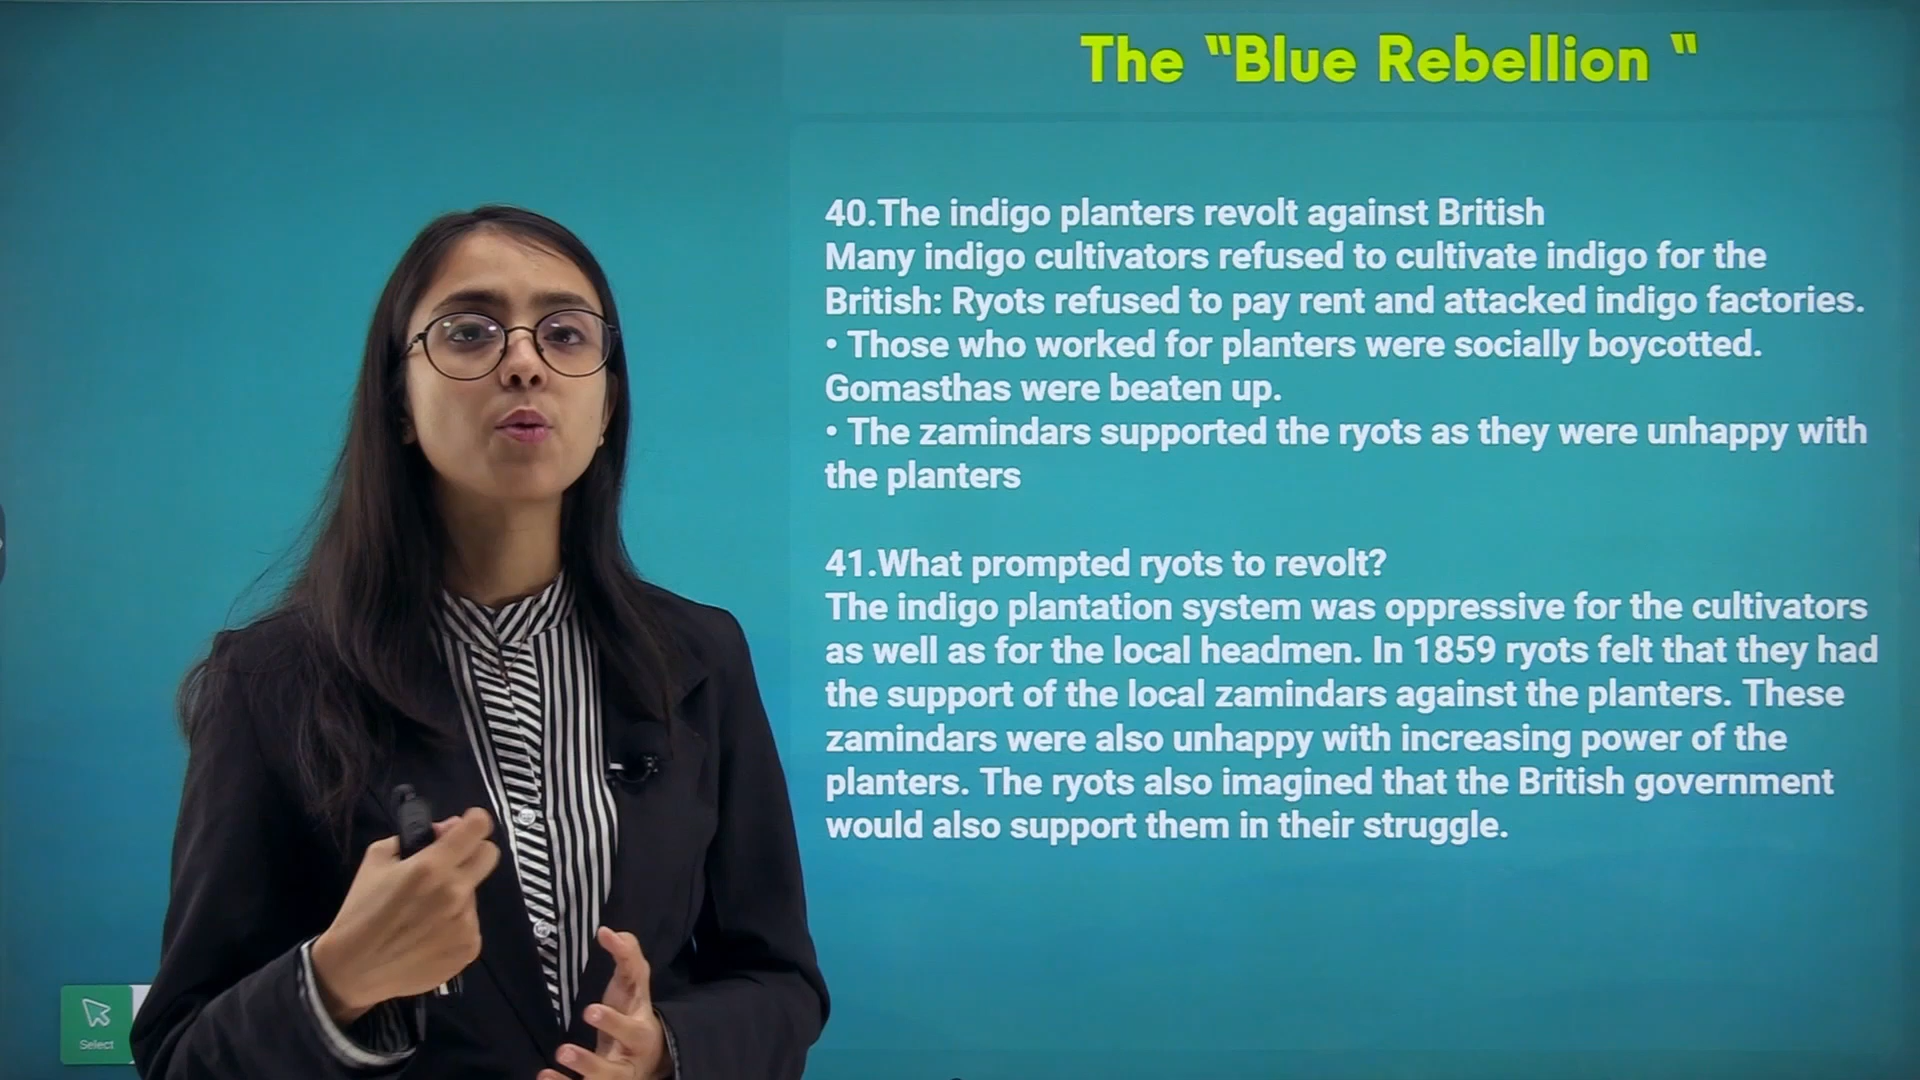 The “Blue Rebellion “
40.The indigo planters revolt against British
Many indigo cultivators refused to cultivate indigo for the
British: Ryots refused to pay rent and attacked indigo factories.
• Those who worked for planters were socially boycotted.
Gomasthas were beaten up.
• The zamindars supported the ryots as they were unhappy with
the planters
41.What prompted ryots to revolt?
The indigo plantation system was oppressive for the cultivators
as well as for the local headmen. In 1859 ryots felt that they had
the support of the local zamindars against the planters. These
zamindars were also unhappy with increasing power of the
planters. The ryots also imagined that the British government
would also support them in their struggle.
Select